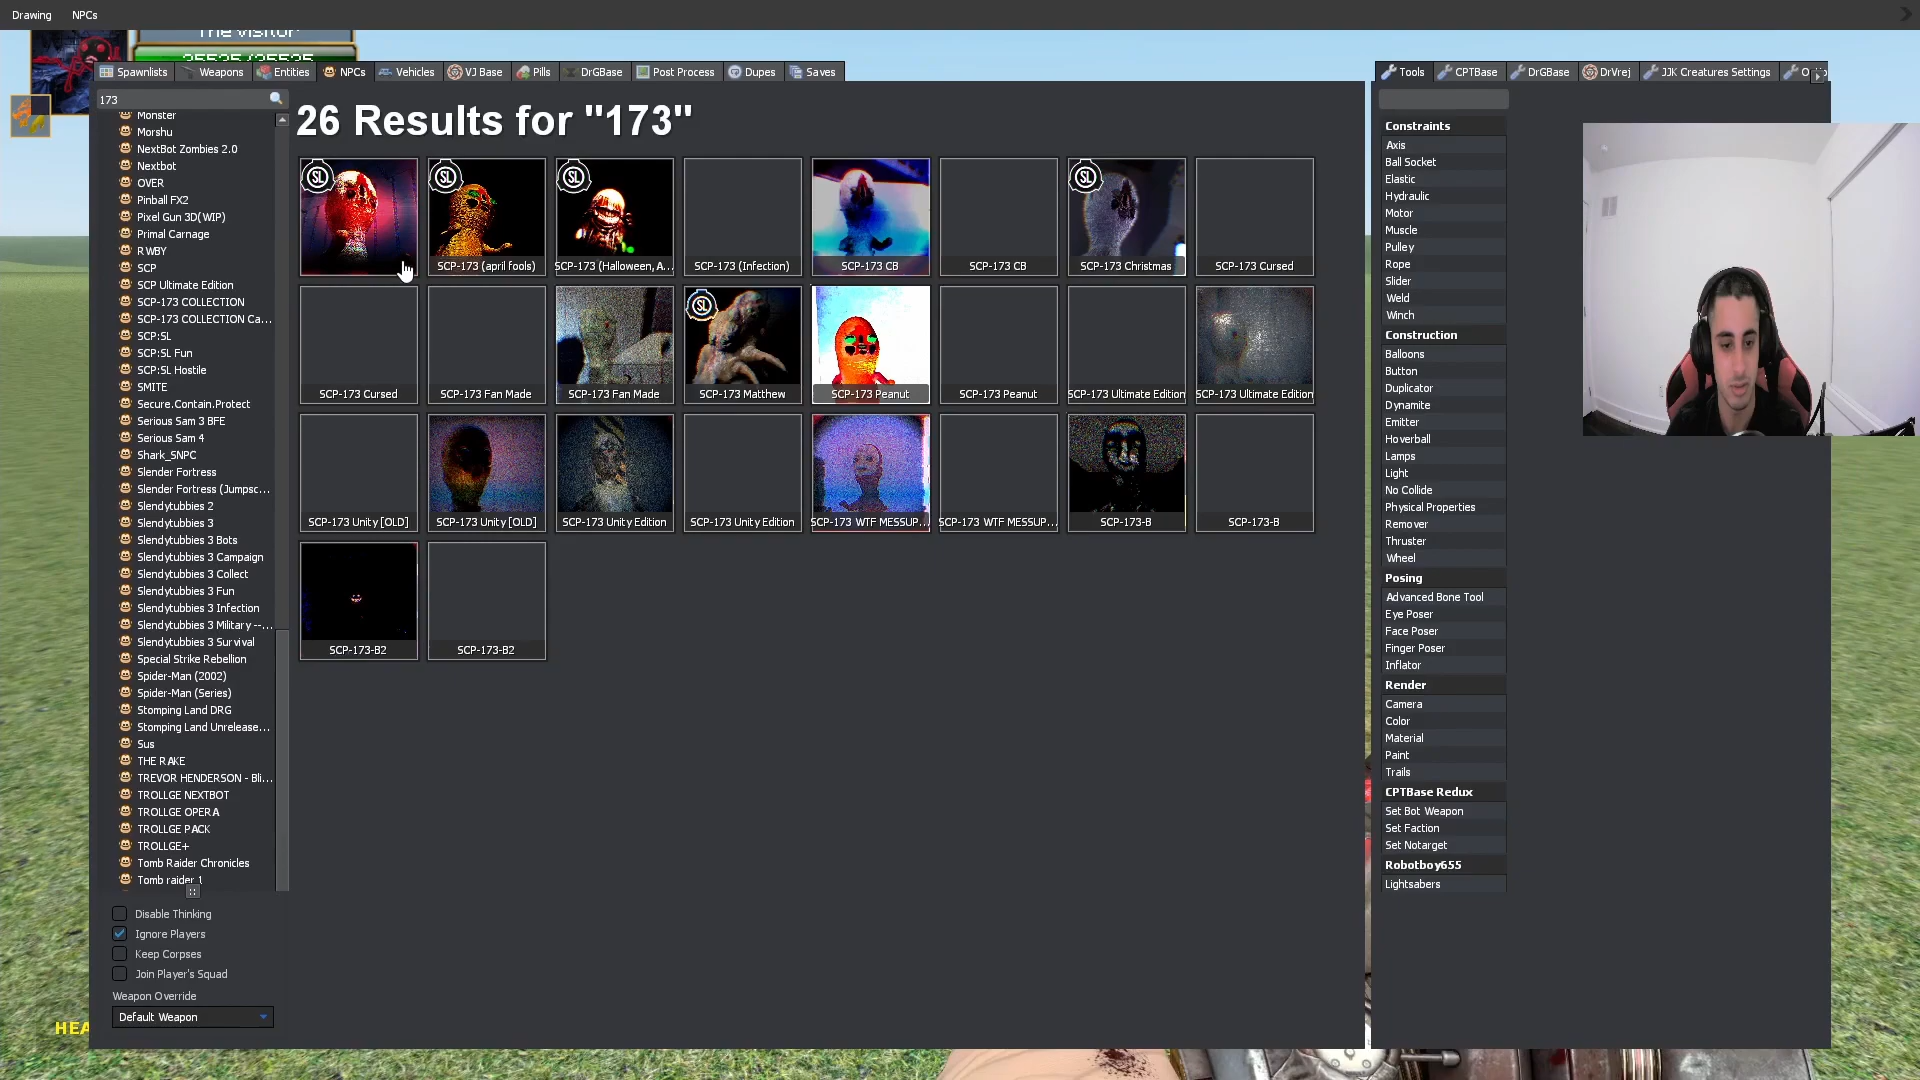 Drawing NPCs
The Visitor
25525 / 25525
Spawnlists Weapons Entities NPCs Vehicles VJ Base Pills DrGBase Post Process Dupes Saves
Tools CPTBase DrGBase DrVrej JJK Creatures Settings
173
26 Results for "173"
Monster
Morshu
NextBot Zombies 2.0
Nextbot
OVER
Pinball FX2
Pixel Gun 3D(WIP)
Primal Carnage
RWBY
SCP
SCP Ultimate Edition
SCP-173 COLLECTION
SCP-173 COLLECTION Ca...
SCP:SL
SCP:SL Fun
SCP:SL Hostile
SMITE
Secure.Contain.Protect
Serious Sam 3 BFE
Serious Sam 4
Shark_SNPC
Slender Fortress
Slender Fortress (Jumpsc...
Slendytubbies 2
Slendytubbies 3
Slendytubbies 3 Bots
Slendytubbies 3 Campaign
Slendytubbies 3 Collect
Slendytubbies 3 Fun
Slendytubbies 3 Infection
Slendytubbies 3 Military --...
Slendytubbies 3 Survival
Special Strike Rebellion
Spider-Man (2002)
Spider-Man (Series)
Stomping Land DRG
Stomping Land Unrelease...
Sus
THE RAKE
TREVOR HENDERSON - Bli...
TROLLGE NEXTBOT
TROLLGE OPERA
TROLLGE PACK
TROLLGE+
Tomb Raider Chronicles
Tomb raider 1
Disable Thinking
Ignore Players
Keep Corpses
Join Player's Squad
Weapon Override
Default Weapon
HEA
SL SL SL SL
SCP-173 (april fools) SCP-173 (Halloween, A... SCP-173 (Infection) SCP-173 CB SCP-173 CB SCP-173 Christmas SCP-173 Cursed
SL
SCP-173 Cursed SCP-173 Fan Made SCP-173 Fan Made SCP-173 Matthew SCP-173 Peanut SCP-173 Peanut SCP-173 Ultimate Edition SCP-173 Ultimate Edition
SCP-173 Unity [OLD] SCP-173 Unity [OLD] SCP-173 Unity Edition SCP-173 Unity Edition SCP-173 WTF MESSUP... SCP-173 WTF MESSUP... SCP-173-B SCP-173-B
SCP-173-B2 SCP-173-B2
Constraints
Axis
Ball Socket
Elastic
Hydraulic
Motor
Muscle
Pulley
Rope
Slider
Weld
Winch
Construction
Balloons
Button
Duplicator
Dynamite
Emitter
Hoverball
Lamps
Light
No Collide
Physical Properties
Remover
Thruster
Wheel
Posing
Advanced Bone Tool
Eye Poser
Face Poser
Finger Poser
Inflator
Render
Camera
Color
Material
Paint
Trails
CPTBase Redux
Set Bot Weapon
Set Faction
Set Notarget
Robotboy655
Lightsabers